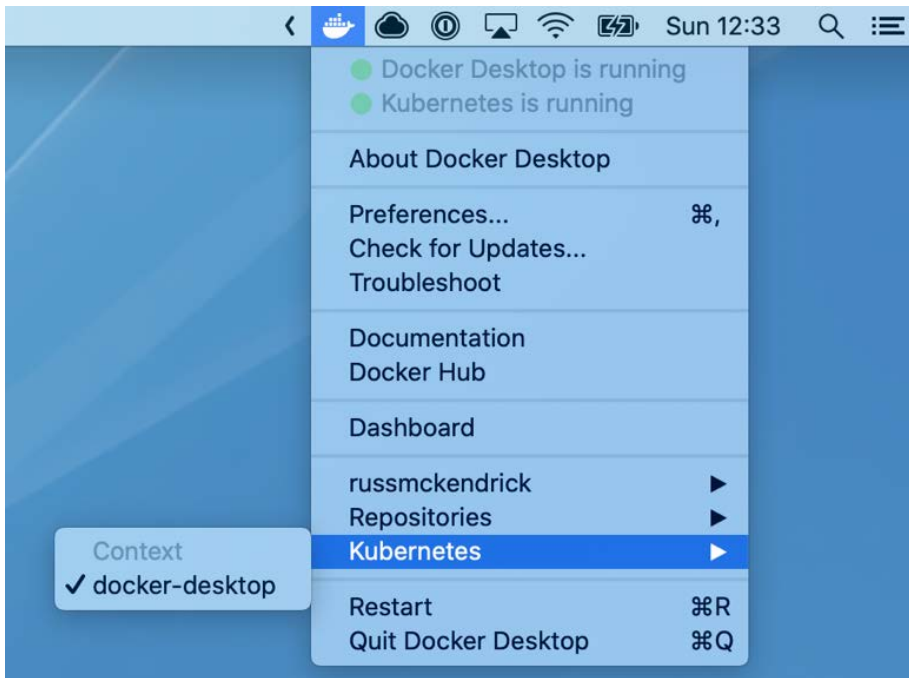 Sun 12:33
Docker Desktop is running
Kubernetes is running
About Docker Desktop
Preferences... ⌘,
Check for Updates...
Troubleshoot
Documentation
Docker Hub
Dashboard
russmckendrick
Repositories
Kubernetes
Context
✓ docker-desktop
Restart ⌘R
Quit Docker Desktop ⌘Q